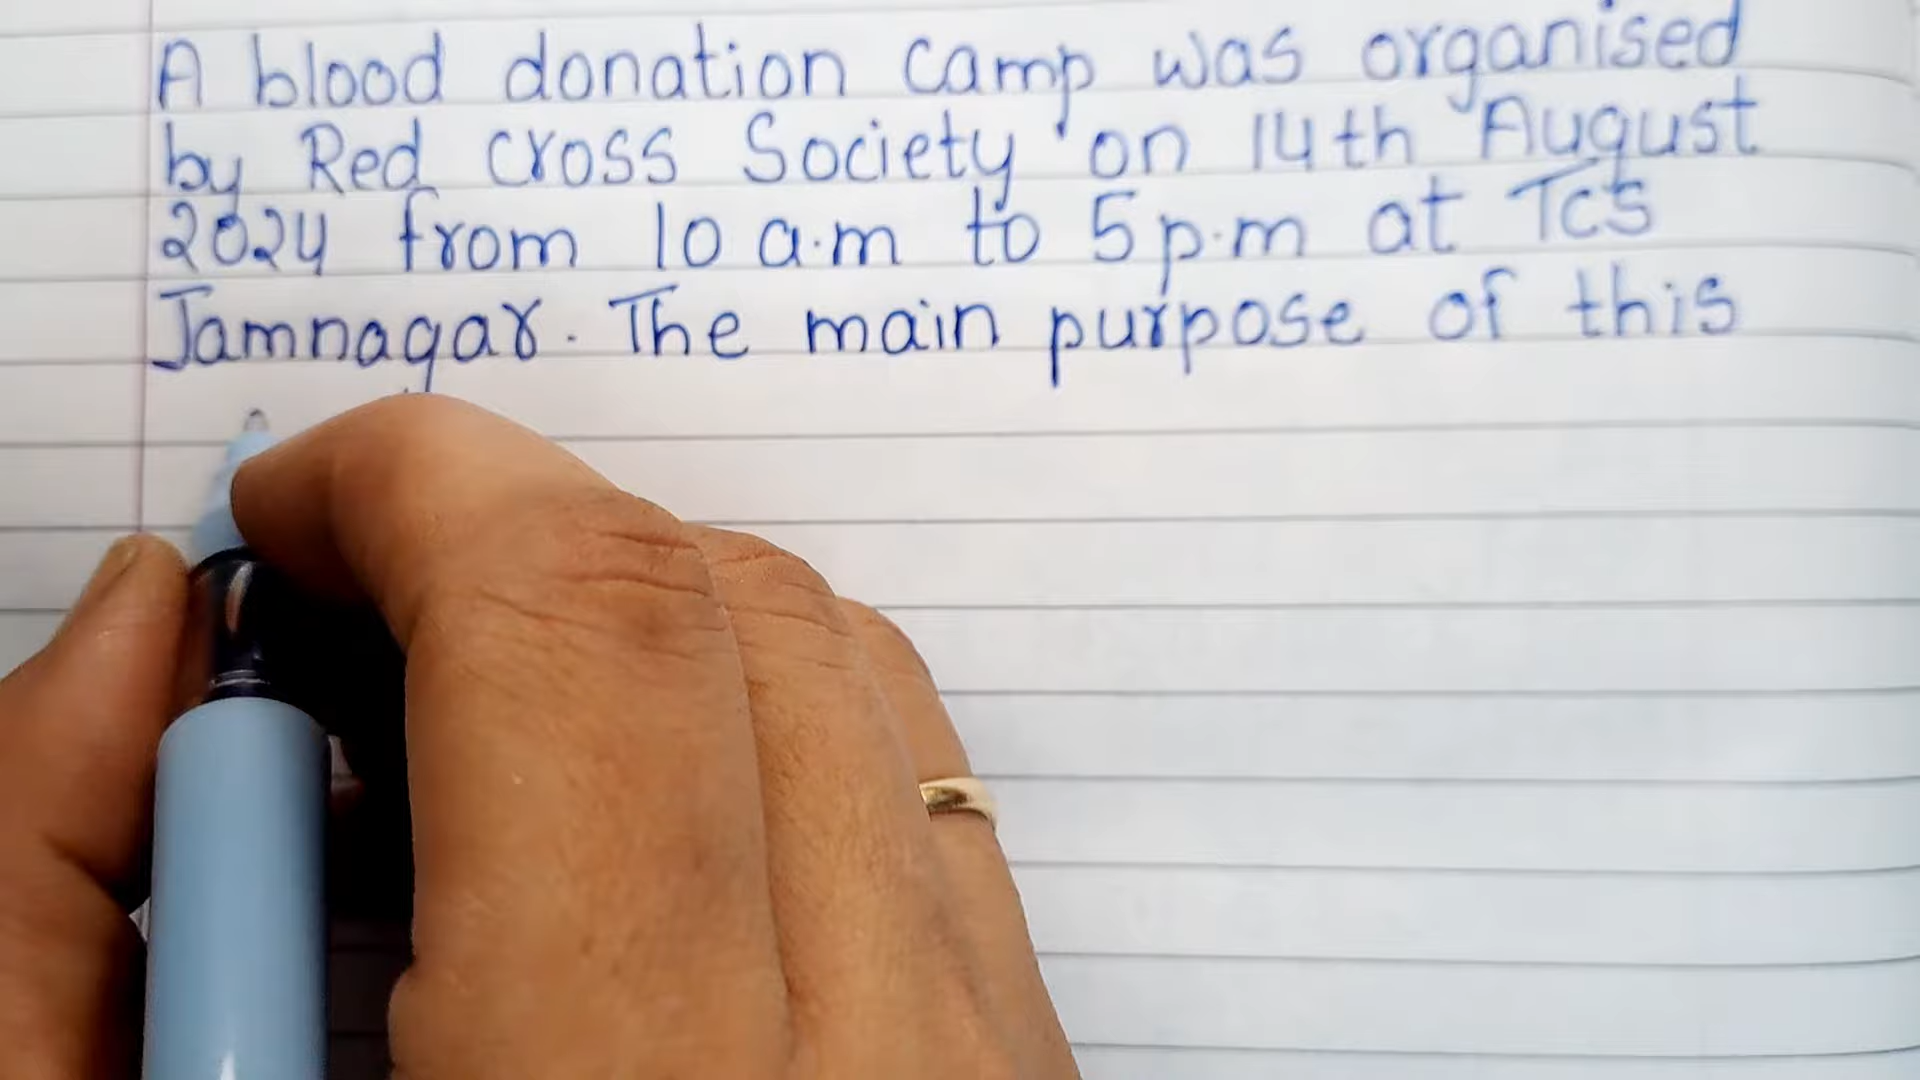 A blood donation camp was organised
by Red cross Society on 14th August
2024 from 10 a.m to 5 p.m at Tcs
Jamnagar. The main purpose of this